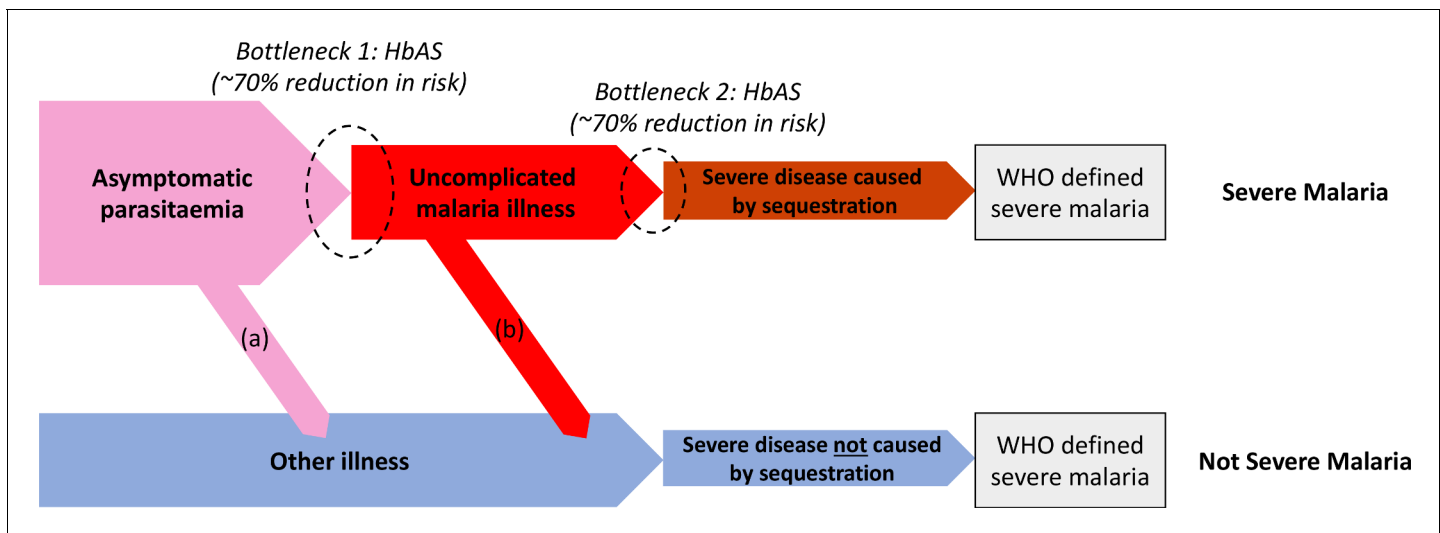 Bottleneck 1: HbAS
(~70% reduction in risk)
Bottleneck 2: HbAS
(~70% reduction in risk)
Asymptomatic
parasitaemia
Uncomplicated
malaria illness
Severe disease caused
by sequestration
WHO defined
severe malaria
Severe Malaria
(a)
(b)
Other illness
Severe disease not caused
by sequestration
WHO defined
severe malaria
Not Severe Malaria